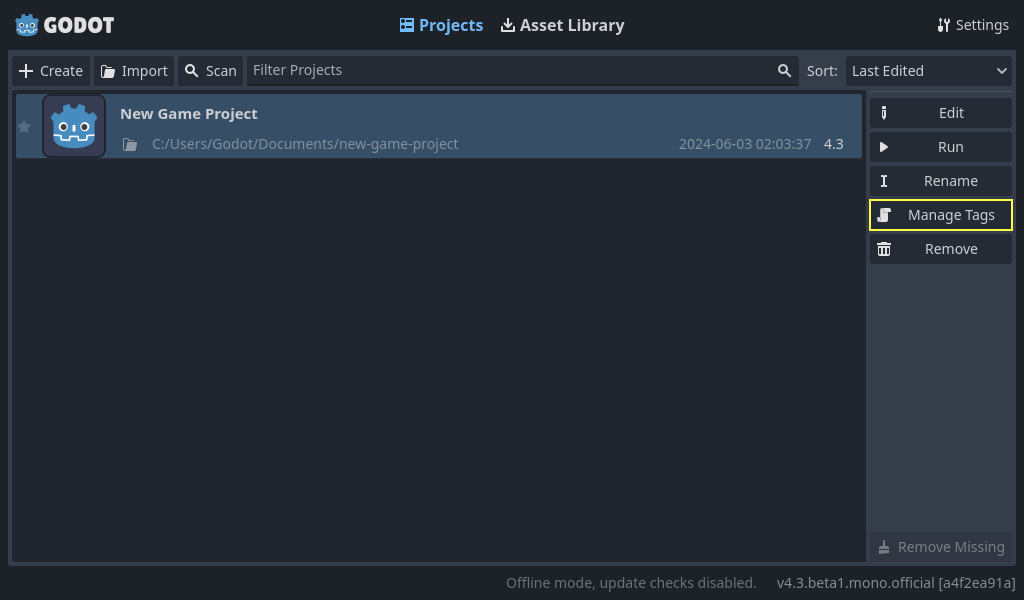 GODOT
Projects
Asset Library
Settings
Create
Import
Scan
Filter Projects
Sort:
Last Edited
New Game Project
C:/Users/Godot/Documents/new-game-project
2024-06-03 02:03:37
4.3
Edit
Run
Rename
Manage Tags
Remove
Remove Missing
Offline mode, update checks disabled.
v4.3.beta1.mono.official [a4f2ea91a]